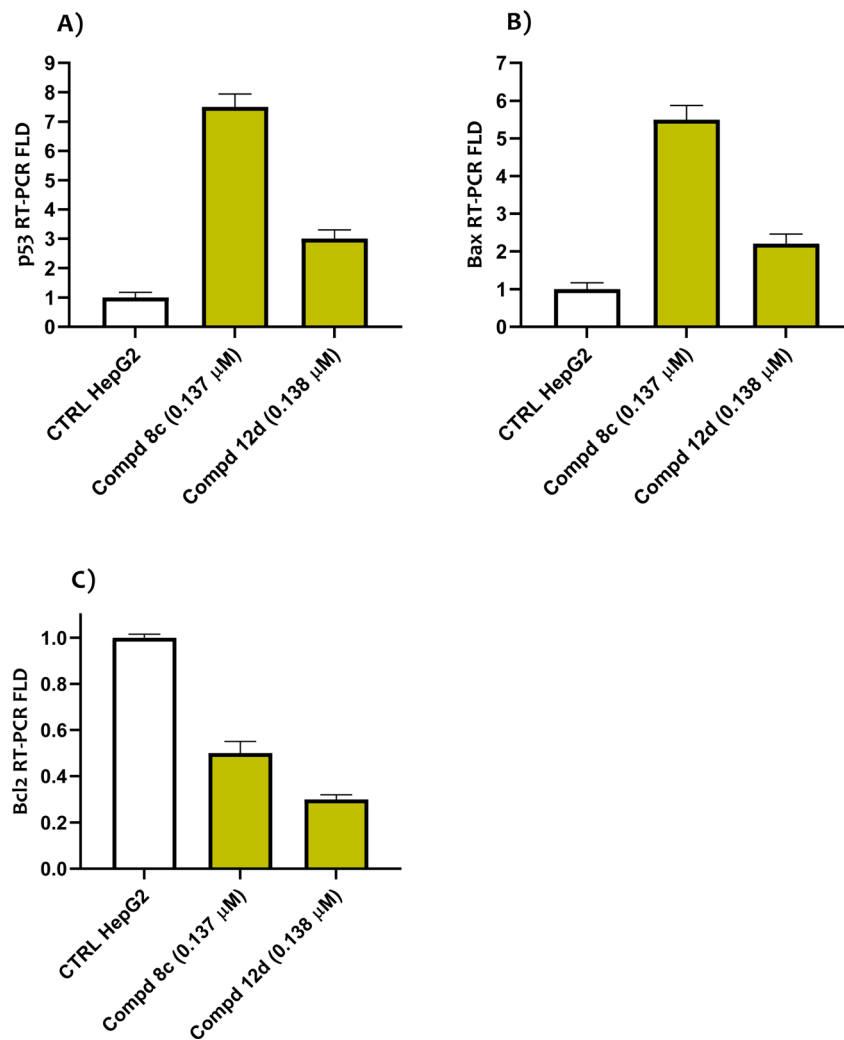 A)
p53 RT-PCR FLD
9
8
7
6
5
4
3
2
1
0
CTRL HepG2
Compd 8c (0.137 μM)
Compd 12d (0.138 μM)
B)
Bax RT-PCR FLD
7
6
5
4
3
2
1
0
CTRL HepG2
Compd 8c (0.137 μM)
Compd 12d (0.138 μM)
C)
Bcl2 RT-PCR FLD
1.0
0.8
0.6
0.4
0.2
0.0
CTRL HepG2
Compd 8c (0.137 μM)
Compd 12d (0.138 μM)